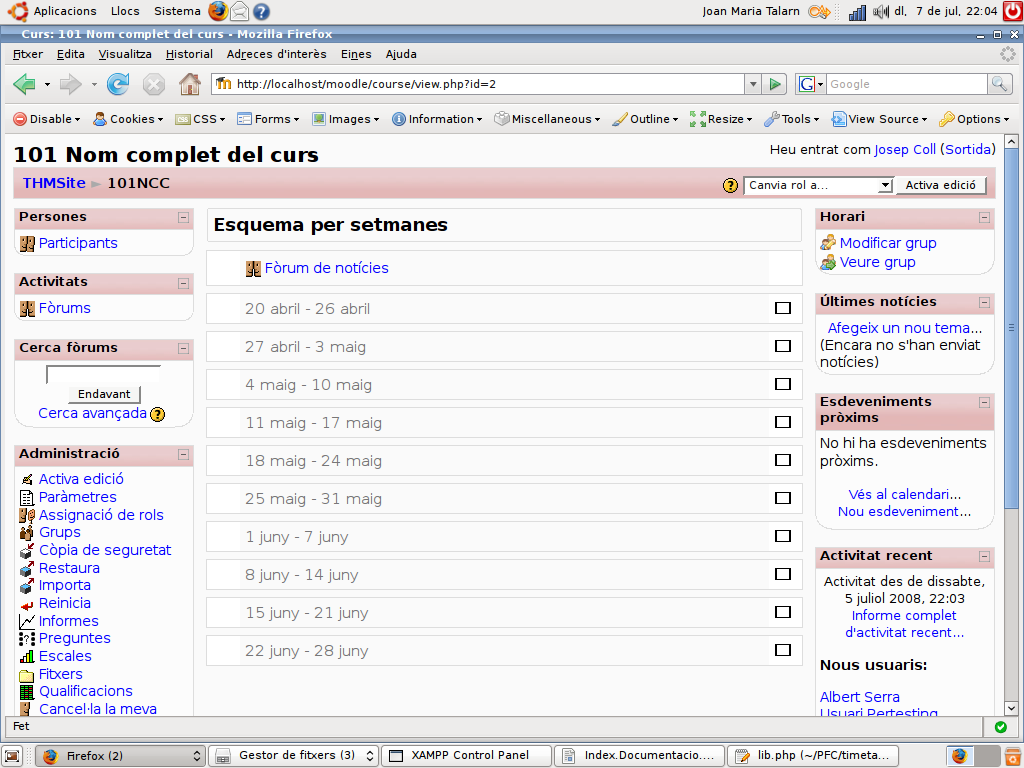 Aplicacions Llocs Sistema Joan Maria Talarn dl, 7 de jul, 22:04
Curs: 101 Nom complet del curs - Mozilla Firefox
Fitxer Edita Visualitza Historial Adreces d'interès Eines Ajuda
http://localhost/moodle/course/view.php?id=2 Google
Disable Cookies CSS Forms Images Information Miscellaneous Outline Resize Tools View Source Options
101 Nom complet del curs
Heu entrat com Josep Coll (Sortida)
THMSite ► 101NCC
Canvia rol a... Activa edició
Persones
Participants
Activitats
Fòrums
Cerca fòrums
Endavant
Cerca avançada
Administració
Activa edició
Paràmetres
Assignació de rols
Grups
Còpia de seguretat
Restaura
Importa
Reinicia
Informes
Preguntes
Escales
Fitxers
Qualificacions
Cancel·la la meva
Esquema per setmanes
Fòrum de notícies
20 abril - 26 abril
27 abril - 3 maig
4 maig - 10 maig
11 maig - 17 maig
18 maig - 24 maig
25 maig - 31 maig
1 juny - 7 juny
8 juny - 14 juny
15 juny - 21 juny
22 juny - 28 juny
Horari
Modificar grup
Veure grup
Últimes notícies
Afegeix un nou tema...
(Encara no s'han enviat
notícies)
Esdeveniments
pròxims
No hi ha esdeveniments
pròxims.
Vés al calendari...
Nou esdeveniment...
Activitat recent
Activitat des de dissabte,
5 juliol 2008, 22:03
Informe complet
d'activitat recent...
Nous usuaris:
Albert Serra
Usuari Pertesting
Fet
Firefox (2) Gestor de fitxers (3) XAMPP Control Panel Index.Documentacio.... lib.php (~/PFC/timeta...